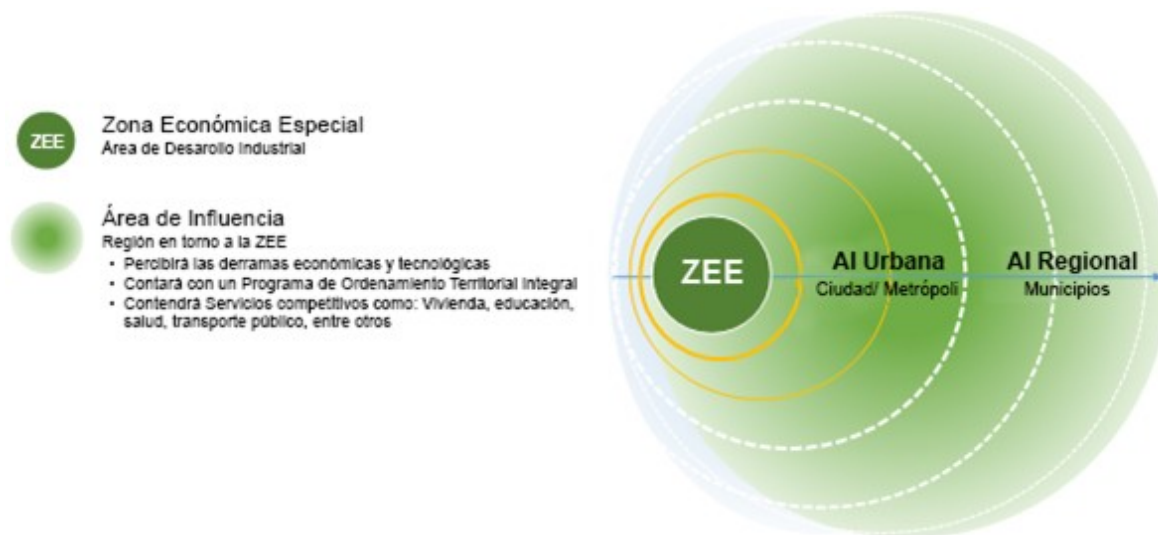 ZEE
Zona Económica Especial
Área de Desarollo Industrial
Área de Influencia
Región en torno a la ZEE
• Percibirá las derramas económicas y tecnológicas
• Contará con un Programa de Ordenamiento Territorial Integral
• Contendrá Servicios competitivos como: Vivienda, educación,
salud, transporte público, entre otros
ZEE
AI Urbana
Ciudad/ Metrópoli
AI Regional
Municipios